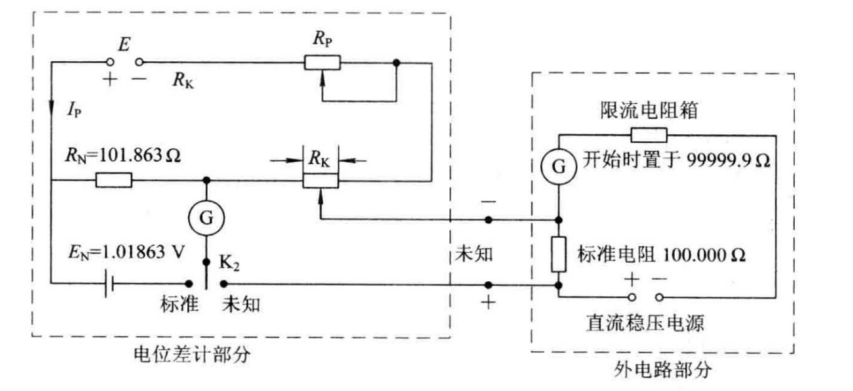 E
+ −
R_K
R_P
I_P
R_N=101.863 Ω
R_K
G
E_N=1.01863 V
K₂
标准 未知
电位差计部分
−
未知
+
限流电阻箱
G
开始时置于 99999.9 Ω
标准电阻 100.000 Ω
+ −
直流稳压电源
外电路部分